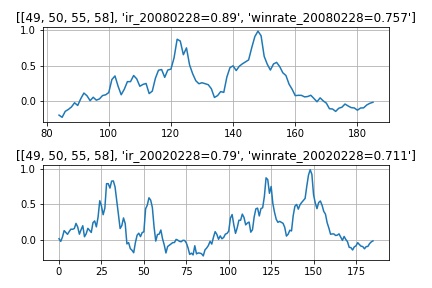 [[49, 50, 55, 58], 'ir_20080228=0.89', 'winrate_20080228=0.757']
1.0
0.5
0.0
80 100 120 140 160 180
[[49, 50, 55, 58], 'ir_20020228=0.79', 'winrate_20020228=0.711']
1.0
0.5
0.0
0 25 50 75 100 125 150 175